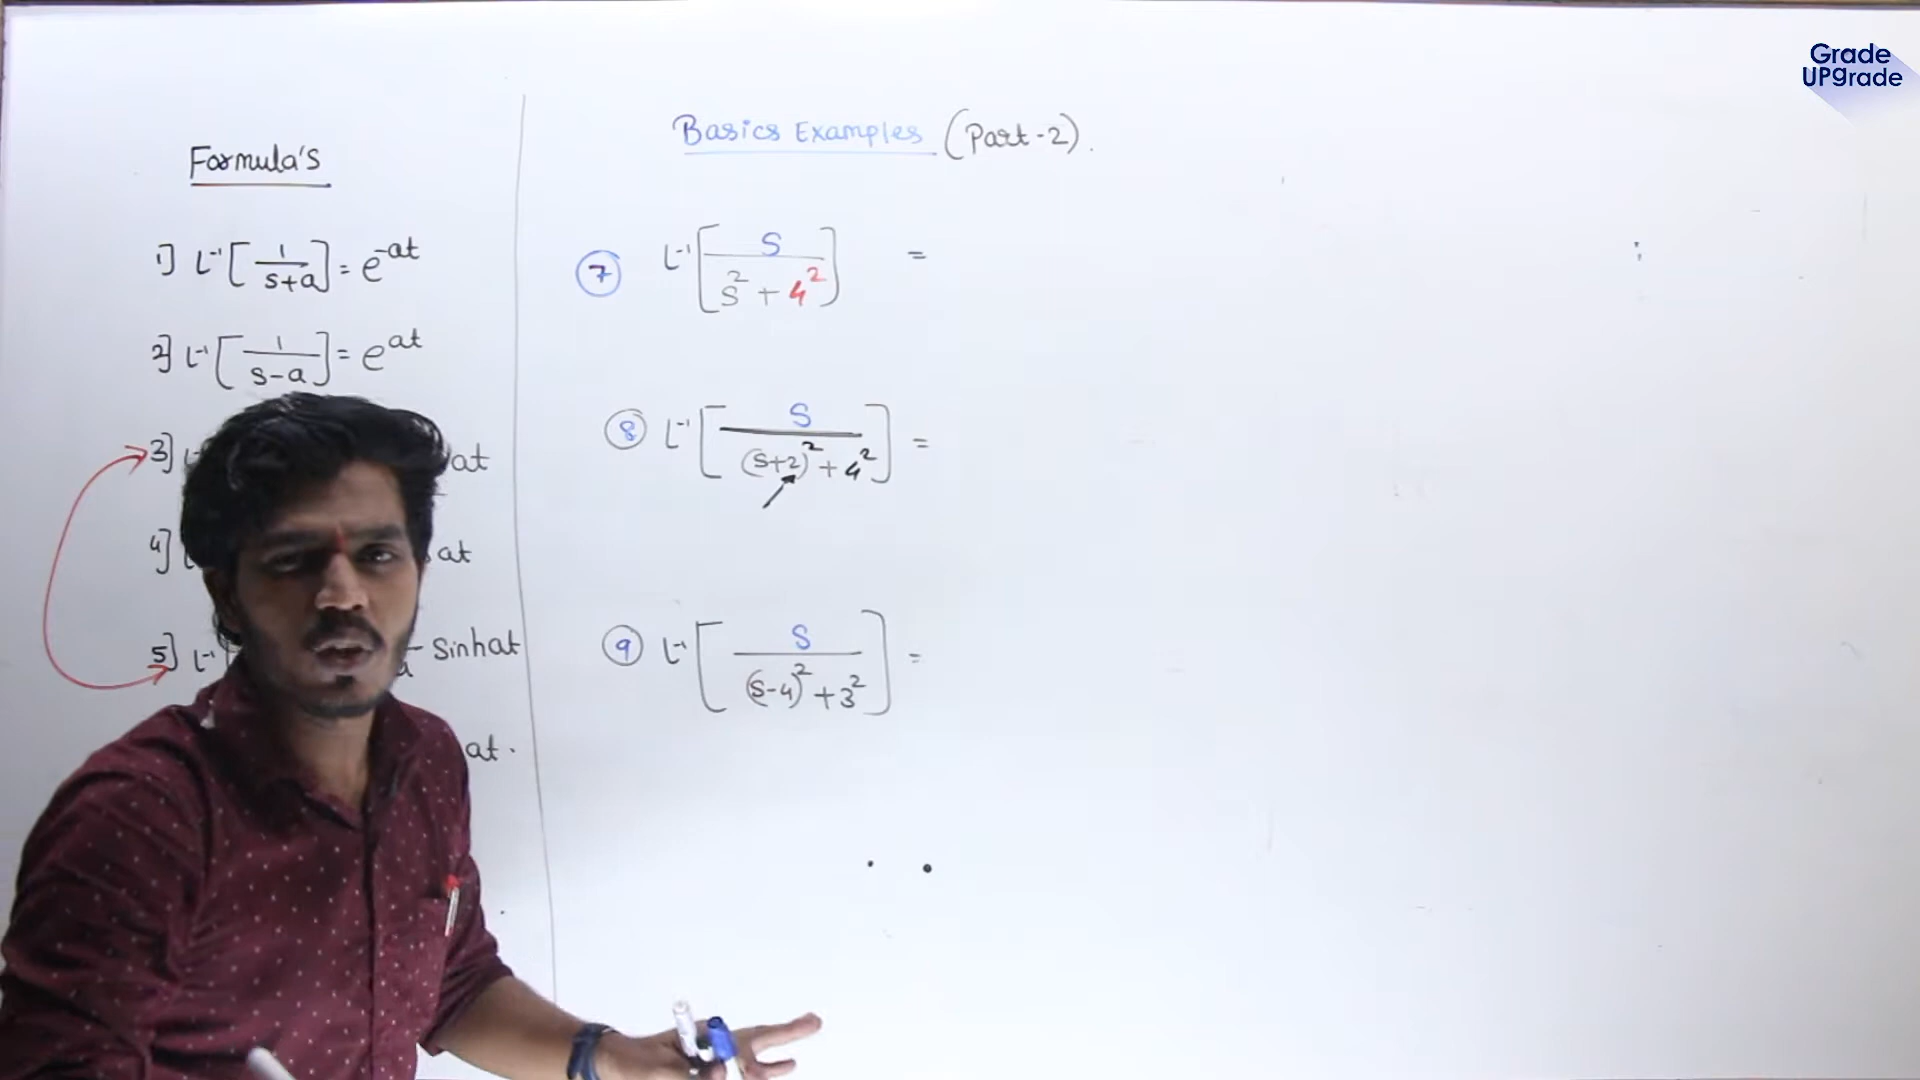 Grade
UPgrade
Formula's
1] L⁻¹[1/(s+a)] = e^-at
2] L⁻¹[1/(s-a)] = e^at
3] at
4] at
5] L⁻¹ Sinhat
at.
Basics Examples (Part-2).
7 L⁻¹[S/(S²+4²)] =
8 L⁻¹[S/((S+2)²+4²)] =
9 L⁻¹[S/((S-4)²+3²)] =